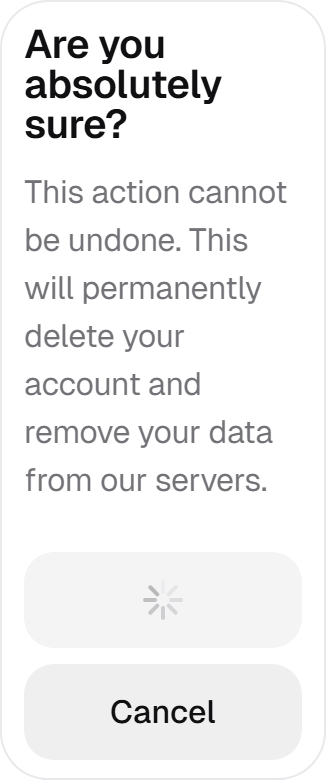 Are you
absolutely
sure?
This action cannot
be undone. This
will permanently
delete your
account and
remove your data
from our servers.
Cancel